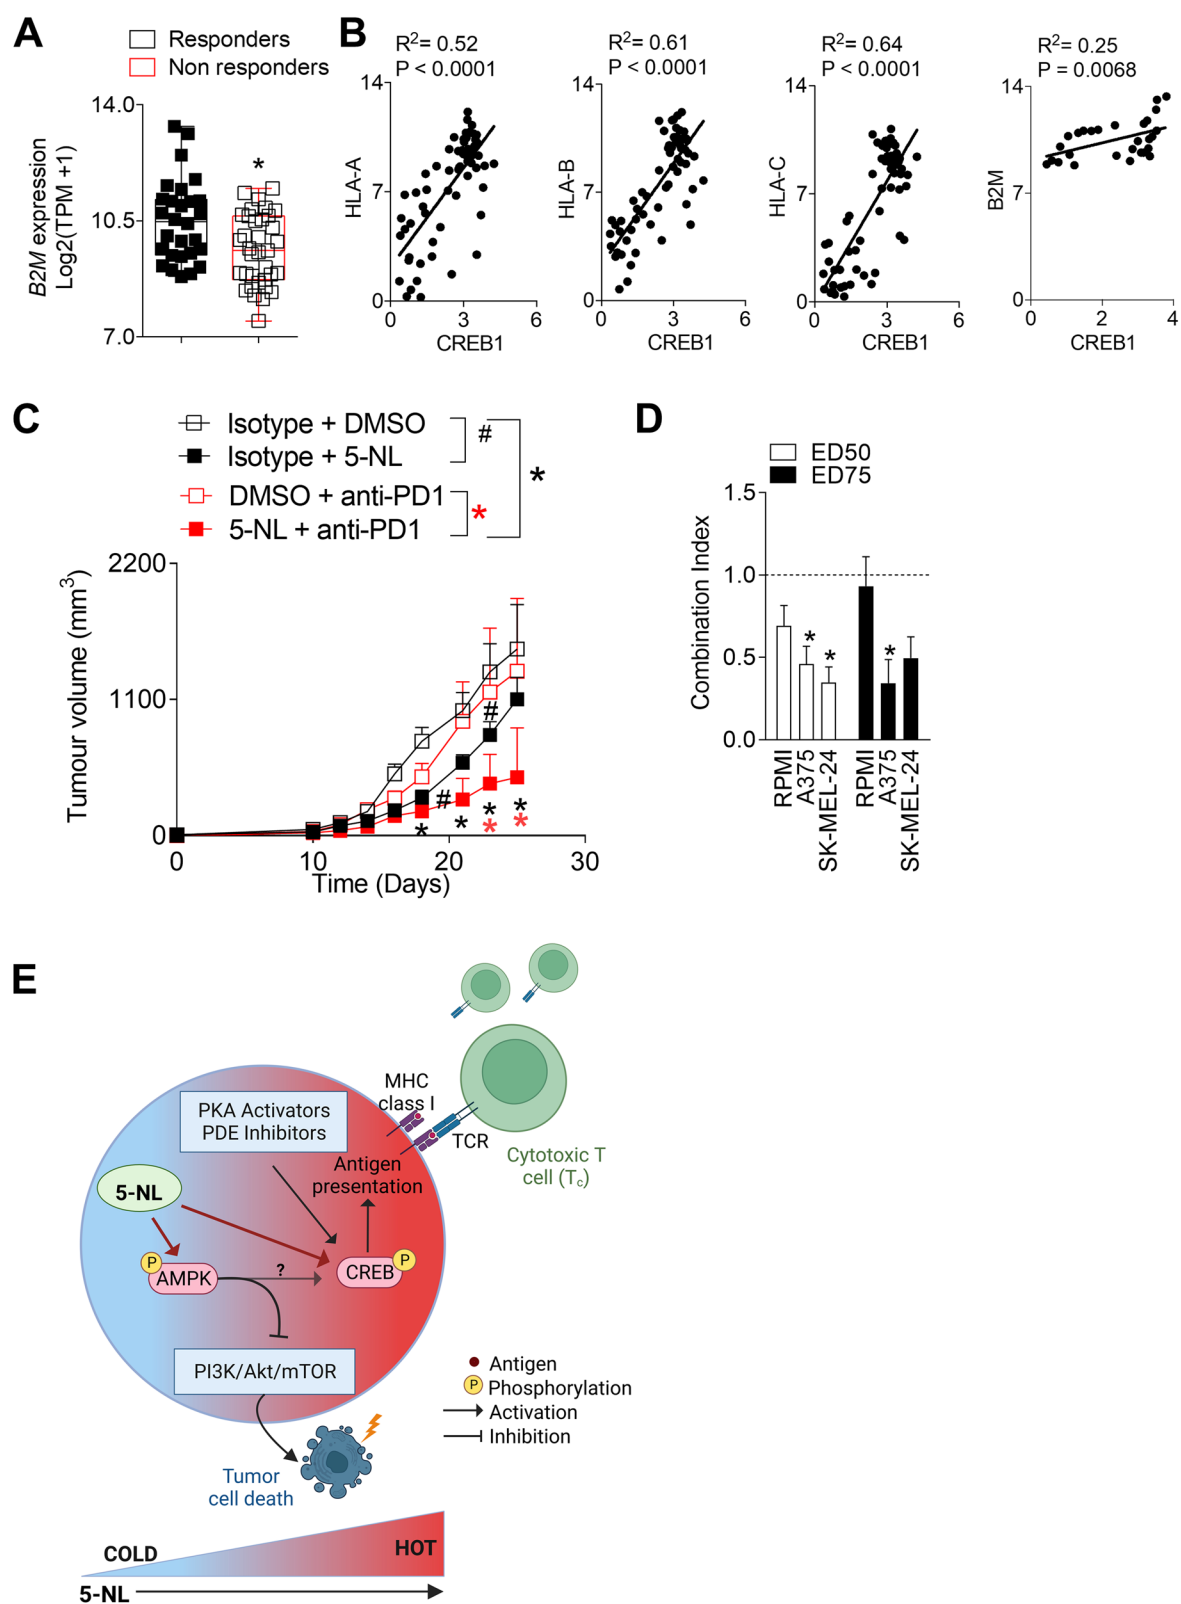 A
Responders
Non responders
B2M expression
Log2(TPM +1)
14.0
10.5
7.0
*
B
R2= 0.52
P < 0.0001
HLA-A
14
7
0
0
3
6
CREB1
R2= 0.61
P < 0.0001
HLA-B
14
7
0
0
3
6
CREB1
R2= 0.64
P < 0.0001
HLA-C
14
7
0
0
3
6
CREB1
R2= 0.25
P = 0.0068
B2M
14
7
0
0
2
4
CREB1
C
Isotype + DMSO
Isotype + 5-NL
DMSO + anti-PD1
5-NL + anti-PD1
#
*
*
Tumour volume (mm3)
2200
1100
0
#
#
* * * *
* *
0
10
20
30
Time (Days)
D
ED50
ED75
Combination Index
1.5
1.0
0.5
0.0
* * *
RPMI
A375
SK-MEL-24
RPMI
A375
SK-MEL-24
E
MHC
class I
TCR
Cytotoxic T
cell (Tc)
PKA Activators
PDE Inhibitors
Antigen
presentation
5-NL
P
AMPK
?
CREB
P
PI3K/Akt/mTOR
Tumor
cell death
Antigen
P Phosphorylation
Activation
Inhibition
COLD
HOT
5-NL